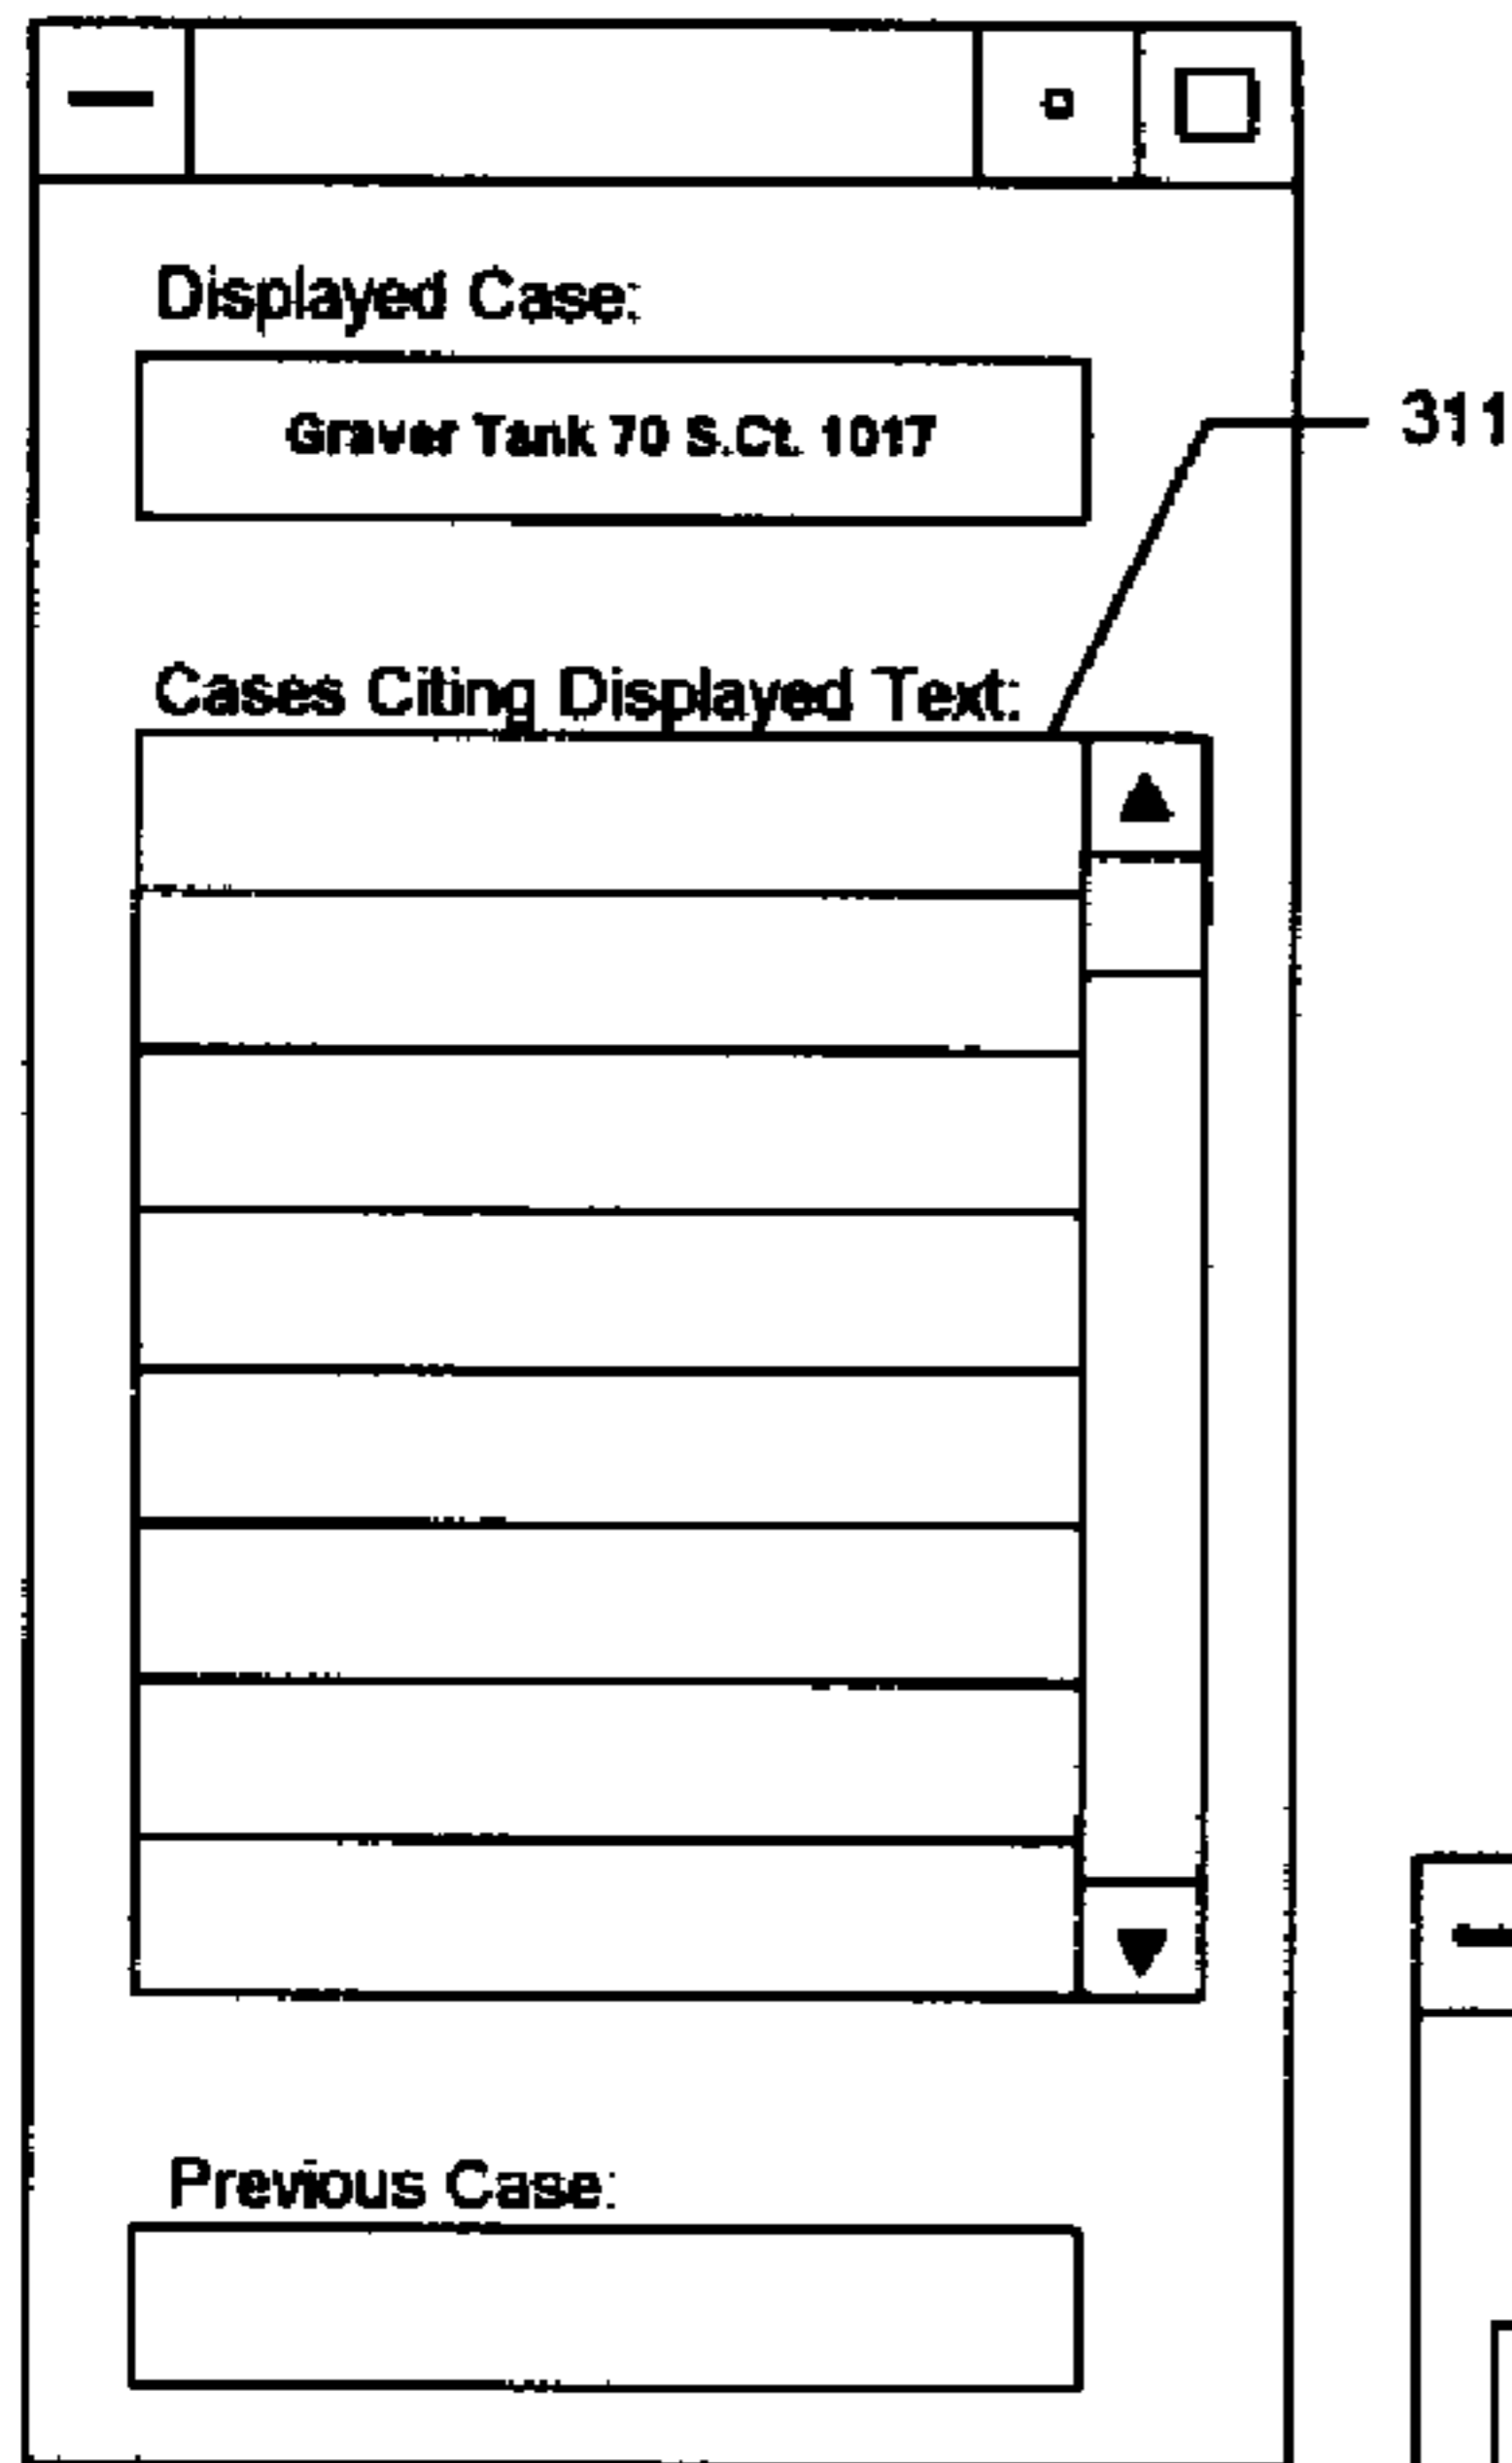 Displayed Case:
Graver Tank 70 S.Ct. 1017
311
Cases Citing Displayed Text:
Previous Case: